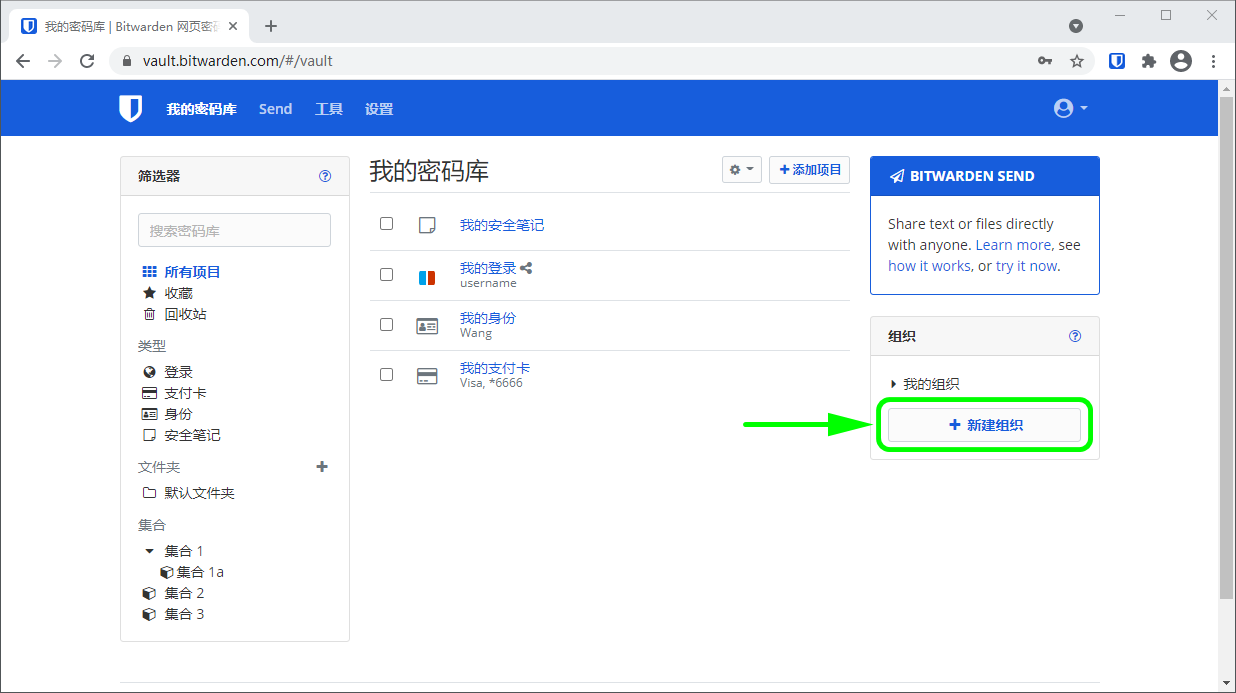 我的密码库 | Bitwarden 网页密
vault.bitwarden.com/#/vault
我的密码库 Send 工具 设置
筛选器
搜索密码库
所有项目
收藏
回收站
类型
登录
支付卡
身份
安全笔记
文件夹
默认文件夹
集合
集合 1
集合 1a
集合 2
集合 3
我的密码库
添加项目
我的安全笔记
我的登录
username
我的身份
Wang
我的支付卡
Visa, *6666
BITWARDEN SEND
Share text or files directly
with anyone. Learn more, see
how it works, or try it now.
组织
我的组织
新建组织